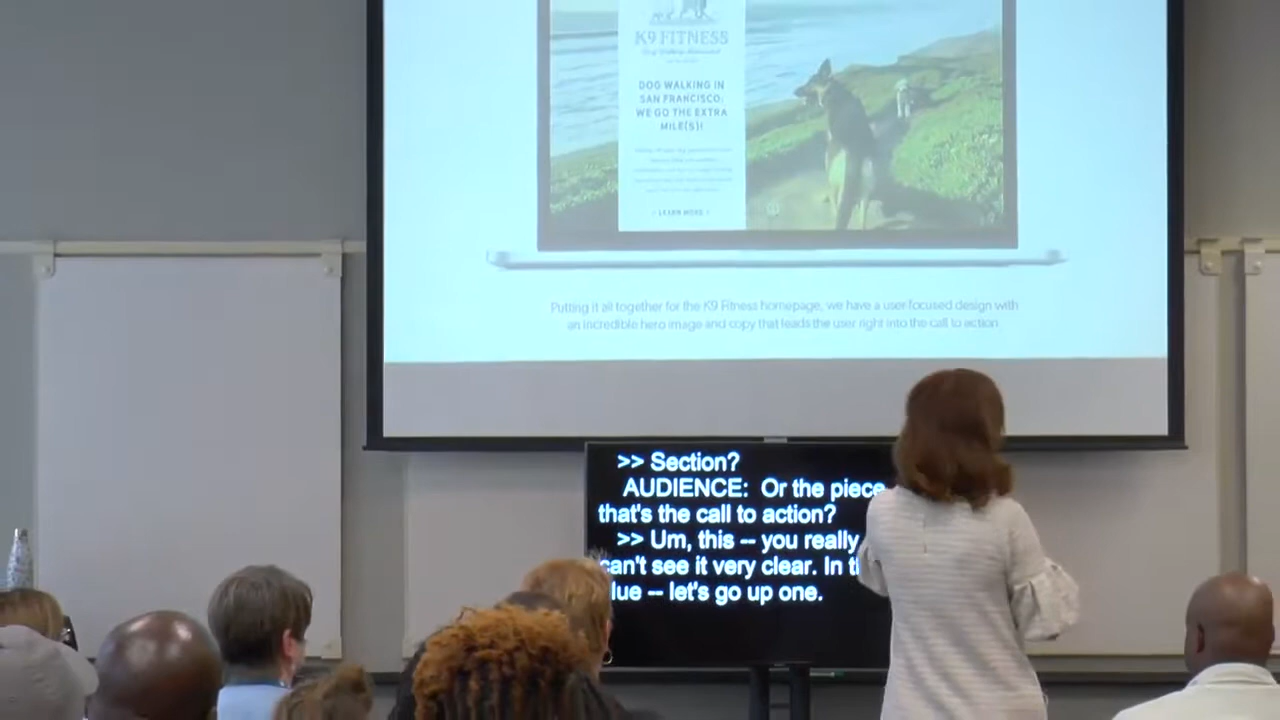 K9 FITNESS
DOG WALKING IN
SAN FRANCISCO:
WE GO THE EXTRA
MILE(S)!
LEARN MORE
Putting it all together for the K9 Fitness homepage, we have a user focused design with
an incredible hero image and copy that leads the user right into the call to action.
>> Section?
AUDIENCE: Or the piece
that's the call to action?
>> Um, this -- you really
can't see it very clear. In
lue -- let's go up one.